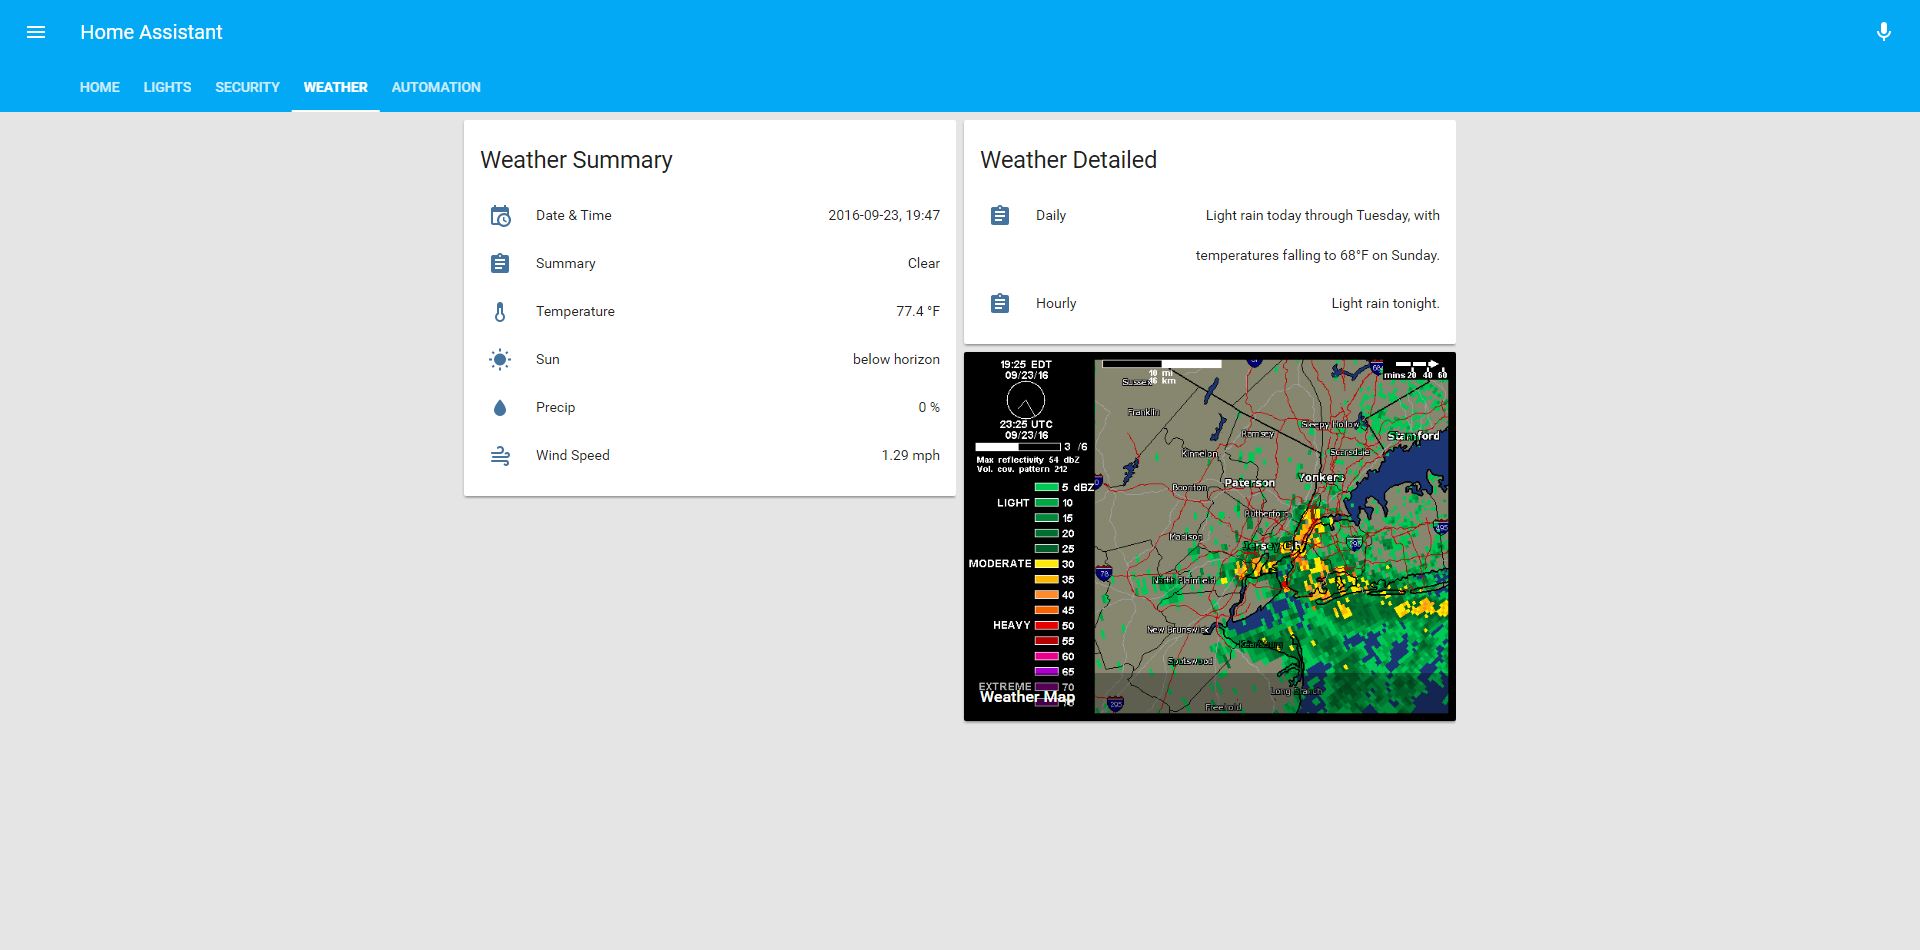 Home Assistant
HOME LIGHTS SECURITY WEATHER AUTOMATION
Weather Summary
Date & Time 2016-09-23, 19:47
Summary Clear
Temperature 77.4 °F
Sun below horizon
Precip 0 %
Wind Speed 1.29 mph
Weather Detailed
Daily Light rain today through Tuesday, with
temperatures falling to 68°F on Sunday.
Hourly Light rain tonight.
19:25 EDT
09/23/16
23:25 UTC
09/23/16
3 /6
Max reflectivity 54 dbZ
Vol. cov. pattern 212
5 dBZ
LIGHT 10
15
20
25
MODERATE 30
35
40
45
HEAVY 50
55
60
65
EXTREME 70
Weather Map
10 mi
16 km
mins 20 40 60
Sussex
Franklin
Ramsey
Sleepy Hollow
Stamford
Kinnelon
Scarsdale
Boonton
Paterson
Yonkers
Rutherford
Madison
Jersey City
495
295
78
North Plainfield
New Brunswick
Keansburg
Spotswood
Long Branch
295
Freehold